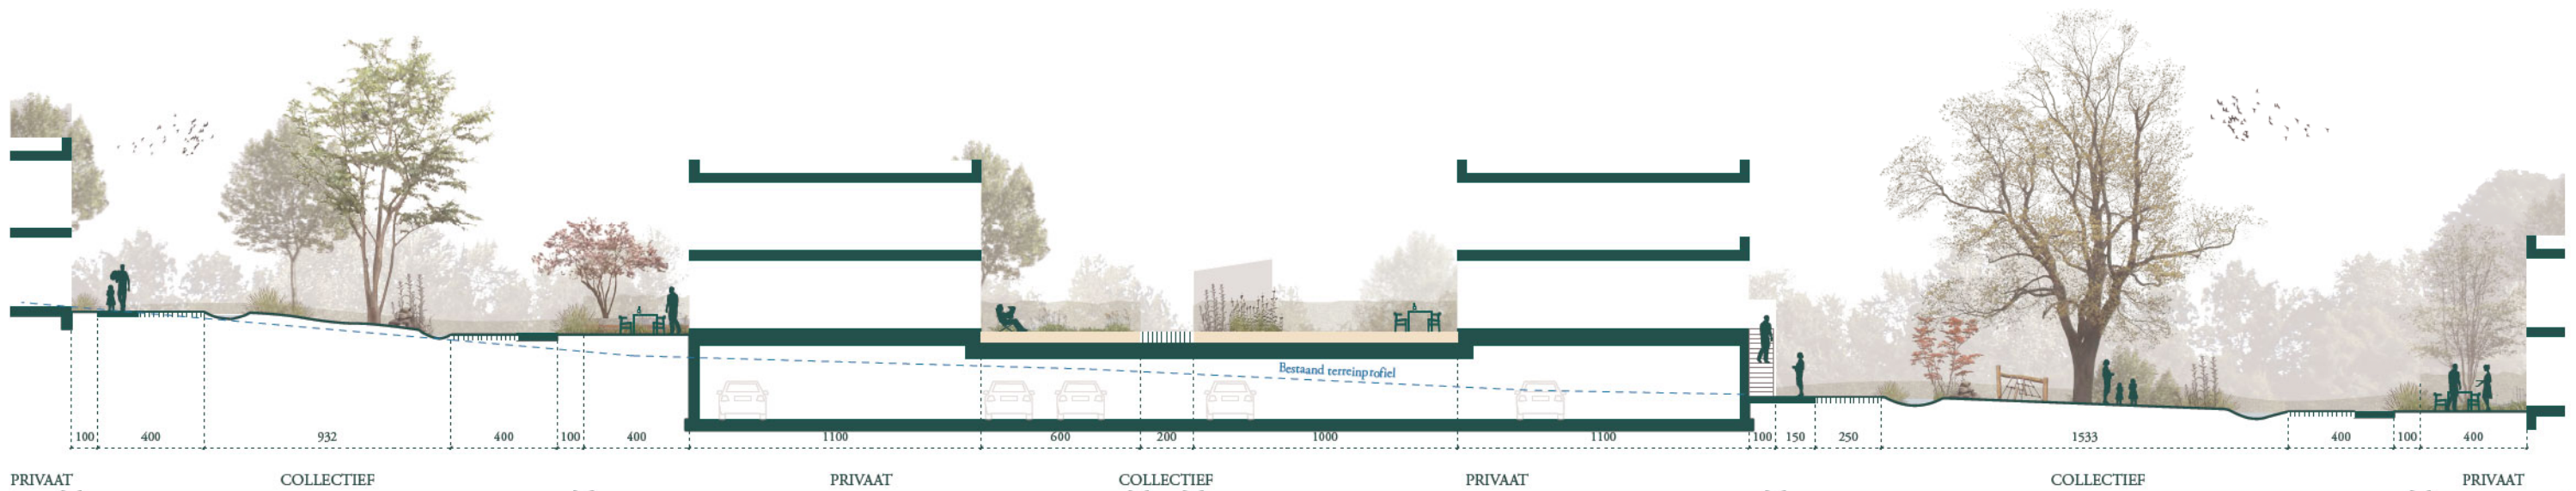 Bestaand terreinprofiel
100 400 932 400 100 400 1100 600 200 1000 1100 100 150 250 1533 400 100 400
PRIVAAT COLLECTIEF PRIVAAT COLLECTIEF PRIVAAT COLLECTIEF PRIVAAT